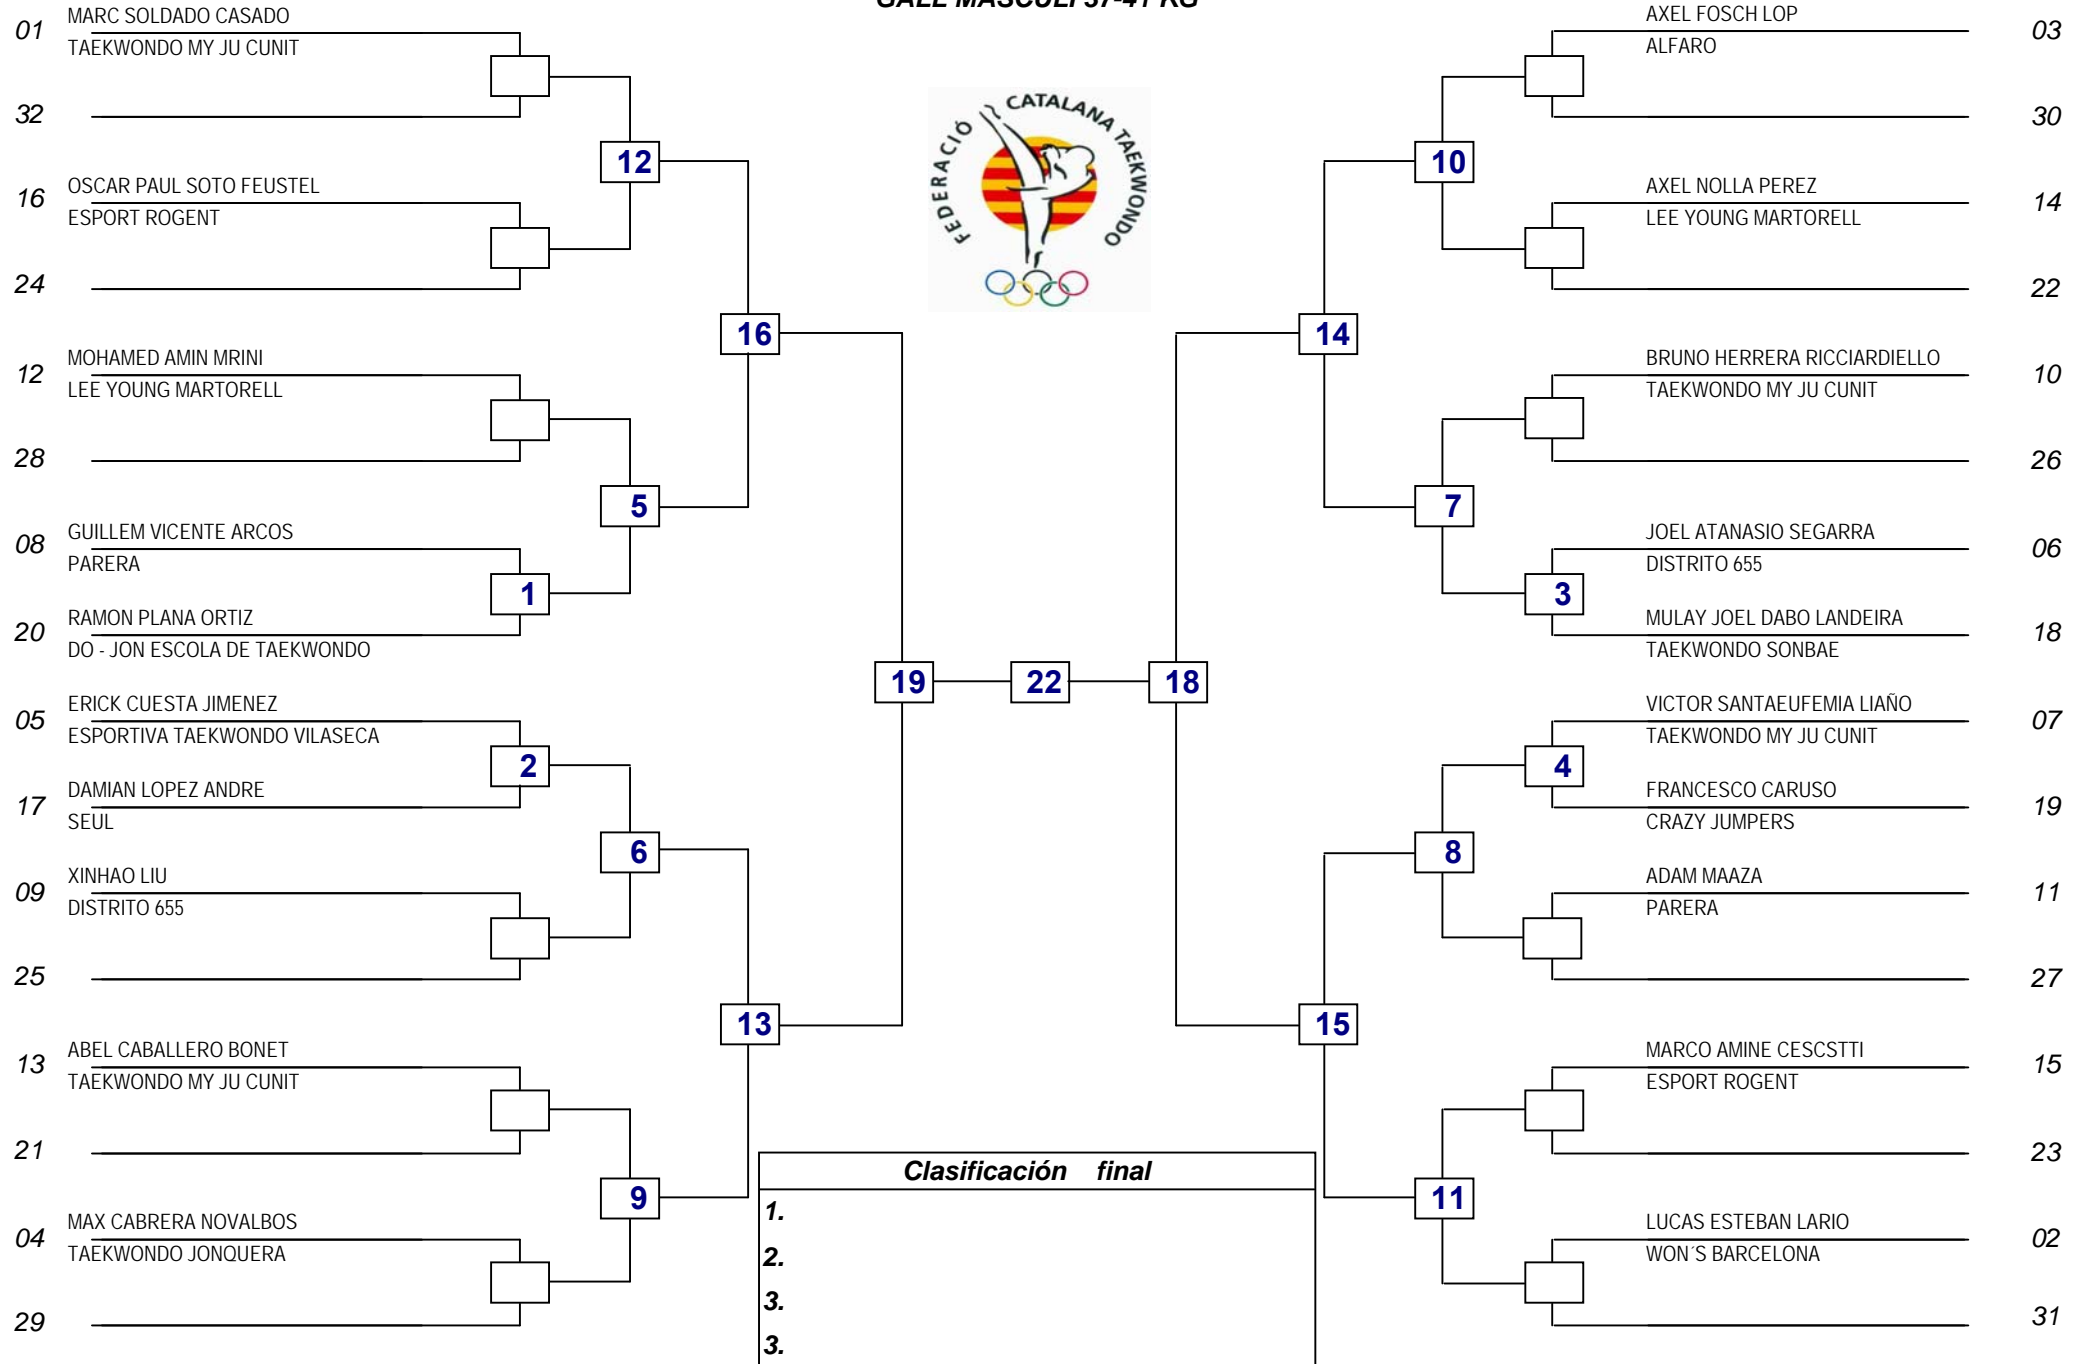 GALL MASCULI 37-41 KG
01
MARC SOLDADO CASADO
TAEKWONDO MY JU CUNIT
32
16
OSCAR PAUL SOTO FEUSTEL
ESPORT ROGENT
24
12
MOHAMED AMIN MRINI
LEE YOUNG MARTORELL
28
08
GUILLEM VICENTE ARCOS
PARERA
20
RAMON PLANA ORTIZ
DO - JON ESCOLA DE TAEKWONDO
05
ERICK CUESTA JIMENEZ
ESPORTIVA TAEKWONDO VILASECA
17
DAMIAN LOPEZ ANDRE
SEUL
09
XINHAO LIU
DISTRITO 655
25
13
ABEL CABALLERO BONET
TAEKWONDO MY JU CUNIT
21
04
MAX CABRERA NOVALBOS
TAEKWONDO JONQUERA
29
1
2
12
5
6
9
16
13
19
22
18
FEDERACIÓ CATALANA TAEKWONDO
14
15
10
7
8
11
3
4
AXEL FOSCH LOP
ALFARO
03
30
AXEL NOLLA PEREZ
LEE YOUNG MARTORELL
14
22
BRUNO HERRERA RICCIARDIELLO
TAEKWONDO MY JU CUNIT
10
26
JOEL ATANASIO SEGARRA
DISTRITO 655
06
MULAY JOEL DABO LANDEIRA
TAEKWONDO SONBAE
18
VICTOR SANTAEUFEMIA LIAÑO
TAEKWONDO MY JU CUNIT
07
FRANCESCO CARUSO
CRAZY JUMPERS
19
ADAM MAAZA
PARERA
11
27
MARCO AMINE CESCSTTI
ESPORT ROGENT
15
23
LUCAS ESTEBAN LARIO
WON´S BARCELONA
02
31
Clasificación final
1.
2.
3.
3.